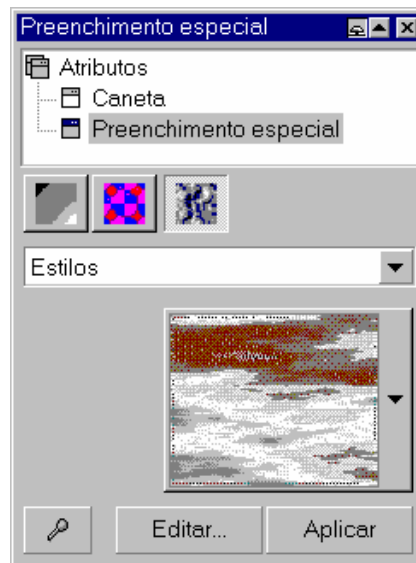 Preenchimento especial
Atributos
Caneta
Preenchimento especial
Estilos
Editar...
Aplicar